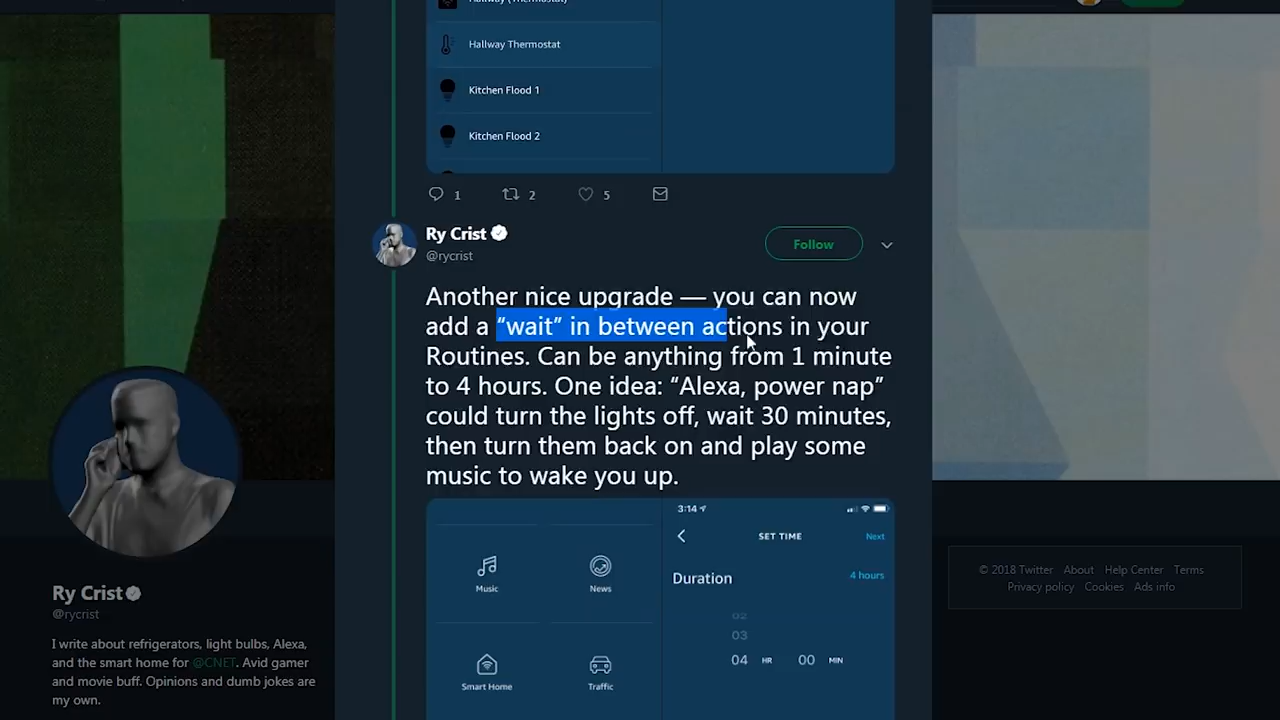 Hallway (Thermostat)
Hallway Thermostat
Kitchen Flood 1
Kitchen Flood 2
1 2 5
Ry Crist
@rycrist
Follow
Another nice upgrade — you can now
add a “wait” in between actions in your
Routines. Can be anything from 1 minute
to 4 hours. One idea: “Alexa, power nap”
could turn the lights off, wait 30 minutes,
then turn them back on and play some
music to wake you up.
Music
News
Smart Home
Traffic
3:14
SET TIME
Next
Duration
4 hours
02
03
04 HR 00 MIN
Ry Crist
@rycrist
I write about refrigerators, light bulbs, Alexa,
and the smart home for @CNET. Avid gamer
and movie buff. Opinions and dumb jokes are
my own.
© 2018 Twitter About Help Center Terms
Privacy policy Cookies Ads info